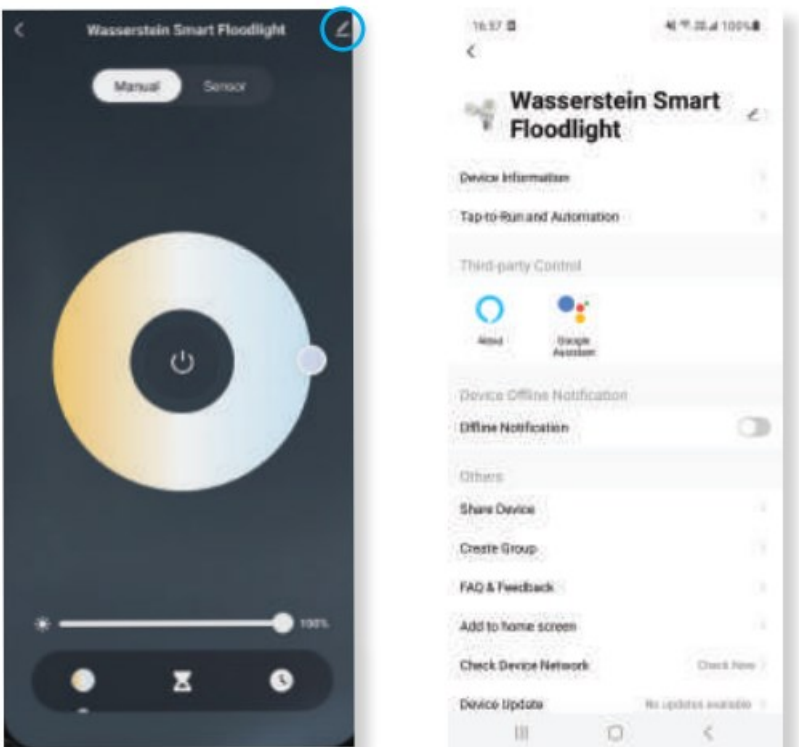 Wasserstein Smart Floodlight
Manual Sensor
100%
16:37 100%
Wasserstein Smart
Floodlight
Device Information
Tap-to-Run and Automation
Third-party Control
Alexa Google
Assistant
Device Offline Notification
Offline Notification
Others
Share Device
Create Group
FAQ & Feedback
Add to home screen
Check Device Network Check Now
Device Update No updates available